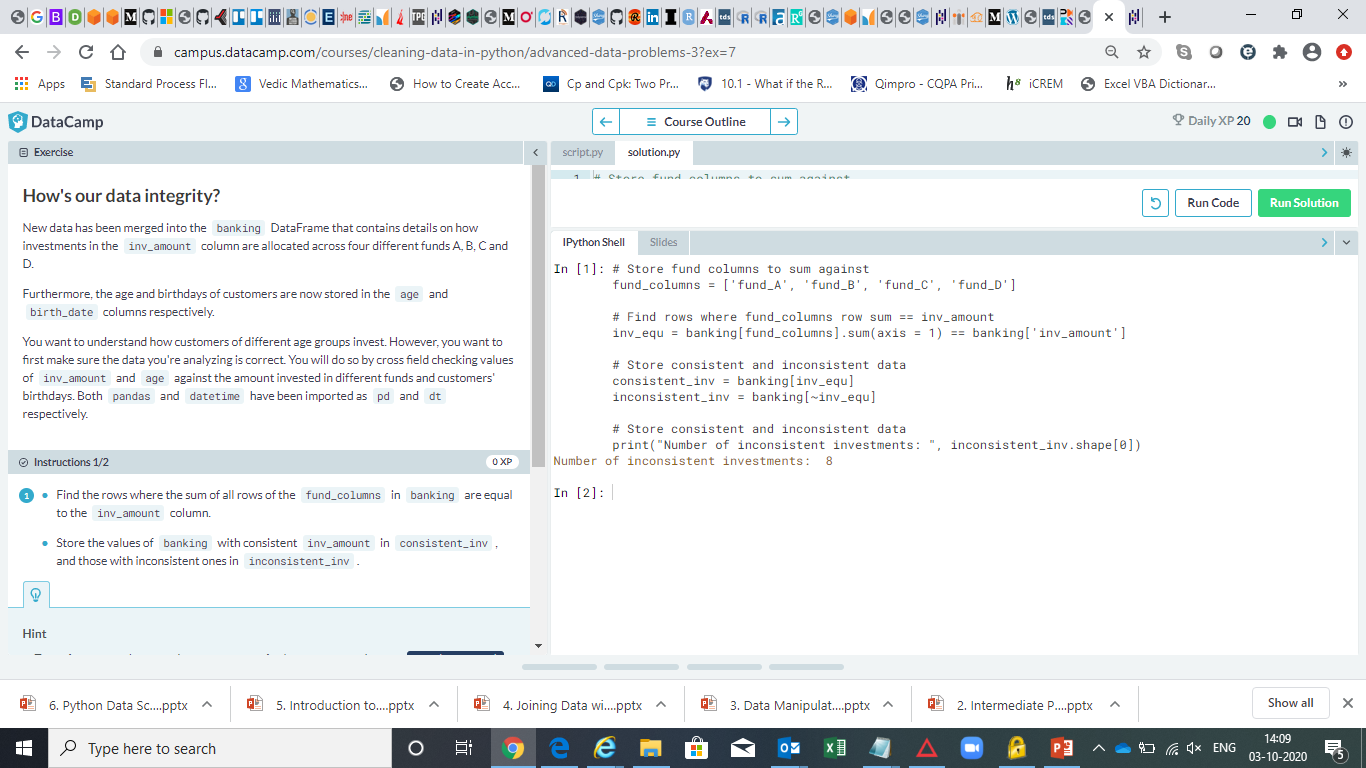 campus.datacamp.com/courses/cleaning-data-in-python/advanced-data-problems-3?ex=7
Apps
Standard Process Fl...
Vedic Mathematics...
How to Create Acc...
Cp and Cpk: Two Pr...
10.1 - What if the R...
Qimpro - CQPA Pri...
iCREM
Excel VBA Dictionar...
»
DataCamp
Course Outline
Daily XP 20
Exercise
script.py
solution.py
1 # Store fund columns to sum against
How's our data integrity?
New data has been merged into the banking DataFrame that contains details on how
investments in the inv_amount column are allocated across four different funds A, B, C and
D.
Furthermore, the age and birthdays of customers are now stored in the age and
birth_date columns respectively.
You want to understand how customers of different age groups invest. However, you want to
first make sure the data you're analyzing is correct. You will do so by cross field checking values
of inv_amount and age against the amount invested in different funds and customers'
birthdays. Both pandas and datetime have been imported as pd and dt
respectively.
Instructions 1/2
0 XP
1
Find the rows where the sum of all rows of the fund_columns in banking are equal
to the inv_amount column.
Store the values of banking with consistent inv_amount in consistent_inv ,
and those with inconsistent ones in inconsistent_inv .
Hint
Run Code
Run Solution
IPython Shell
Slides
In [1]: # Store fund columns to sum against
fund_columns = ['fund_A', 'fund_B', 'fund_C', 'fund_D']
# Find rows where fund_columns row sum == inv_amount
inv_equ = banking[fund_columns].sum(axis = 1) == banking['inv_amount']
# Store consistent and inconsistent data
consistent_inv = banking[inv_equ]
inconsistent_inv = banking[~inv_equ]
# Store consistent and inconsistent data
print("Number of inconsistent investments: ", inconsistent_inv.shape[0])
Number of inconsistent investments:  8
In [2]:
6. Python Data Sc....pptx
5. Introduction to....pptx
4. Joining Data wi....pptx
3. Data Manipulat....pptx
2. Intermediate P....pptx
Show all
Type here to search
ENG
14:09
03-10-2020
5